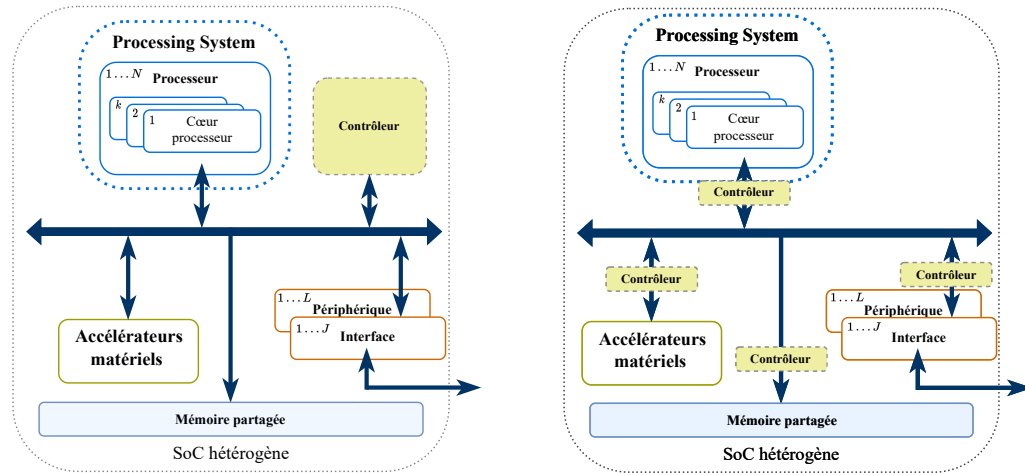 Processing System
1…N
Processeur
k
2
1
Cœur
processeur
Contrôleur
Accélérateurs
matériels
1…L
Périphérique
1…J
Interface
Mémoire partagée
SoC hétérogène
Processing System
1…N
Processeur
k
2
1
Cœur
processeur
Contrôleur
Contrôleur
Contrôleur
Accélérateurs
matériels
1…L
Périphérique
1…J
Interface
Contrôleur
Mémoire partagée
SoC hétérogène